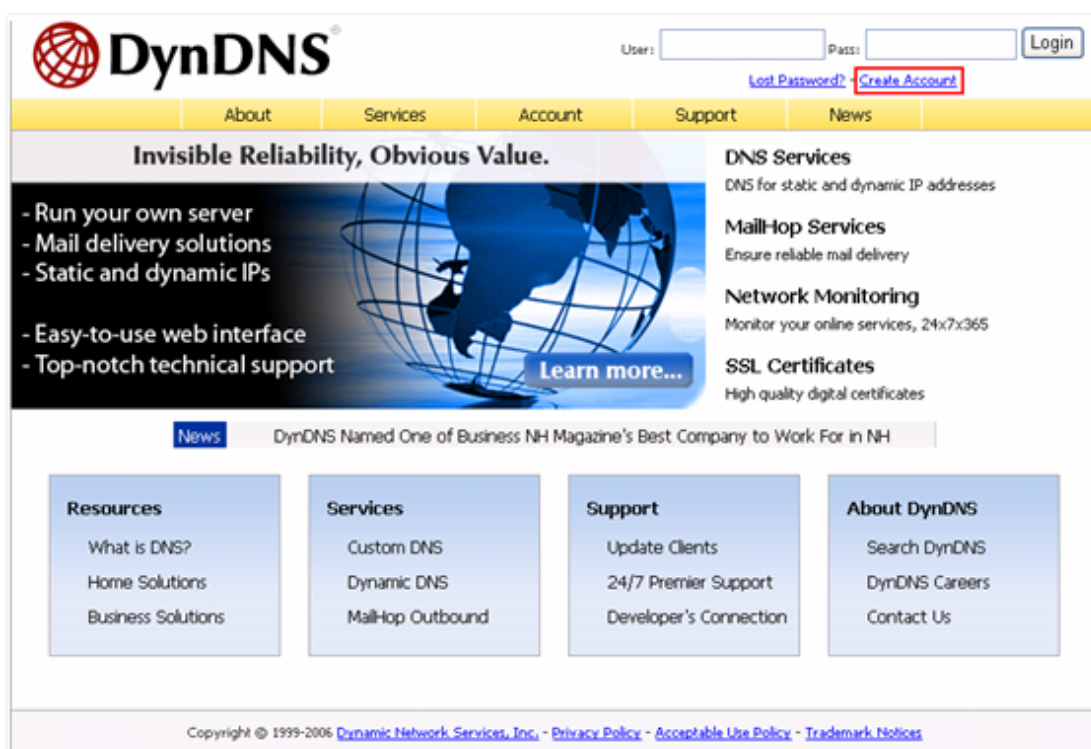 DynDNS®
User: Pass: Login
Lost Password? - Create Account
About Services Account Support News
Invisible Reliability, Obvious Value.
- Run your own server
- Mail delivery solutions
- Static and dynamic IPs
- Easy-to-use web interface
- Top-notch technical support
Learn more...
DNS Services
DNS for static and dynamic IP addresses
MailHop Services
Ensure reliable mail delivery
Network Monitoring
Monitor your online services, 24x7x365
SSL Certificates
High quality digital certificates
News DynDNS Named One of Business NH Magazine's Best Company to Work For in NH
Resources
What is DNS?
Home Solutions
Business Solutions
Services
Custom DNS
Dynamic DNS
MailHop Outbound
Support
Update Clients
24/7 Premier Support
Developer's Connection
About DynDNS
Search DynDNS
DynDNS Careers
Contact Us
Copyright © 1999-2006 Dynamic Network Services, Inc. - Privacy Policy - Acceptable Use Policy - Trademark Notices